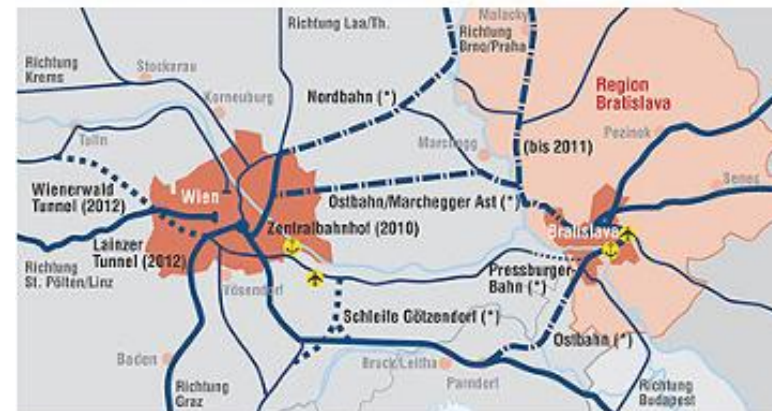 Richtung Laa/Th.
Malacky
Richtung
Brno/Praha
Richtung
Krems
Stockerau
Korneuburg
Nordbahn (*)
Region
Bratislava
Pezinok
Tulln
Marchegg
(bis 2011)
Senec
Wienerwald
Tunnel (2012)
Wien
Ostbahn/Marchegger Ast (*)
Zentralbahnhof (2010)
Bratislava
Lainzer
Tunnel (2012)
Richtung
St. Pölten/Linz
Vösendorf
Pressburger-
Bahn (*)
Schleife Götzendorf (*)
Ostbahn (*)
Baden
Bruck/Leitha
Parndorf
Richtung
Graz
Richtung
Budapest